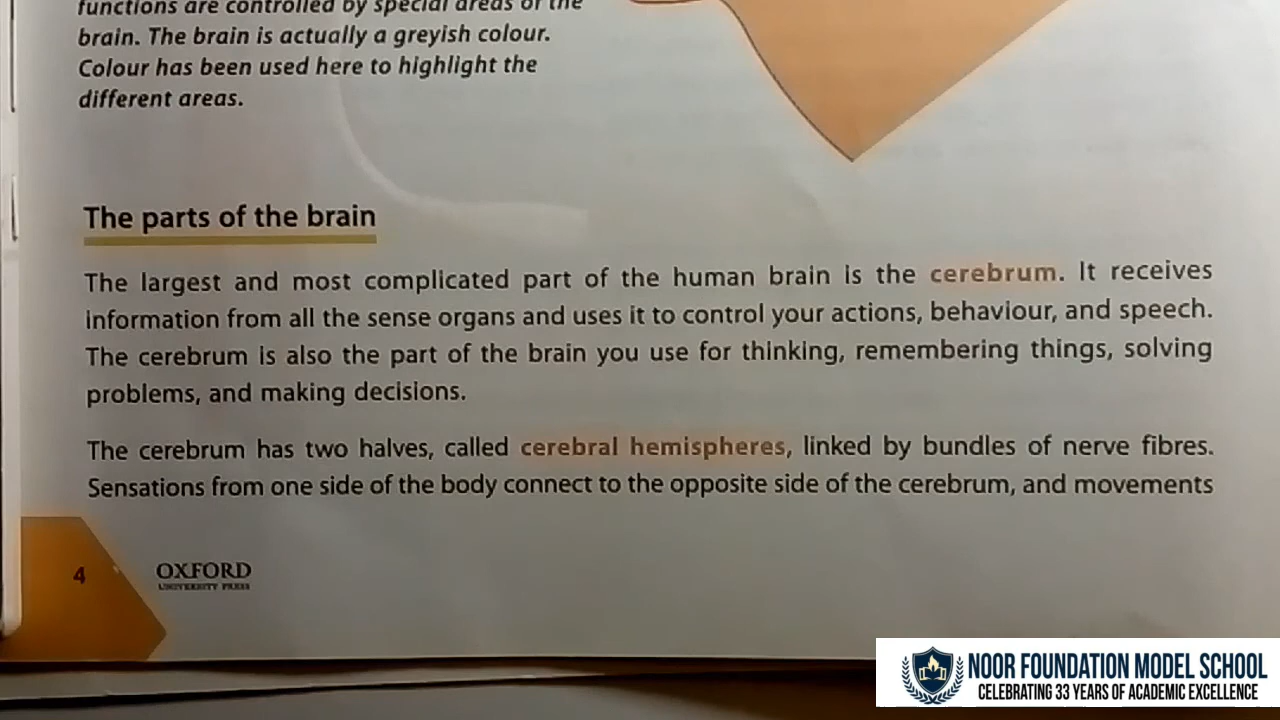 functions are controlled by special areas of the
brain. The brain is actually a greyish colour.
Colour has been used here to highlight the
different areas.
The parts of the brain
The largest and most complicated part of the human brain is the cerebrum. It receives
information from all the sense organs and uses it to control your actions, behaviour, and speech.
The cerebrum is also the part of the brain you use for thinking, remembering things, solving
problems, and making decisions.
The cerebrum has two halves, called cerebral hemispheres, linked by bundles of nerve fibres.
Sensations from one side of the body connect to the opposite side of the cerebrum, and movements
4
OXFORD
UNIVERSITY PRESS
NOOR FOUNDATION MODEL SCHOOL
CELEBRATING 33 YEARS OF ACADEMIC EXCELLENCE